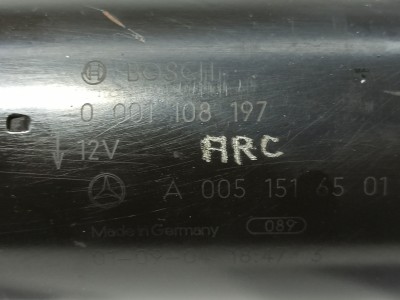 BOSCH
0 001 108 197
12V ARC
A 005 151 65 01
Made in Germany 089